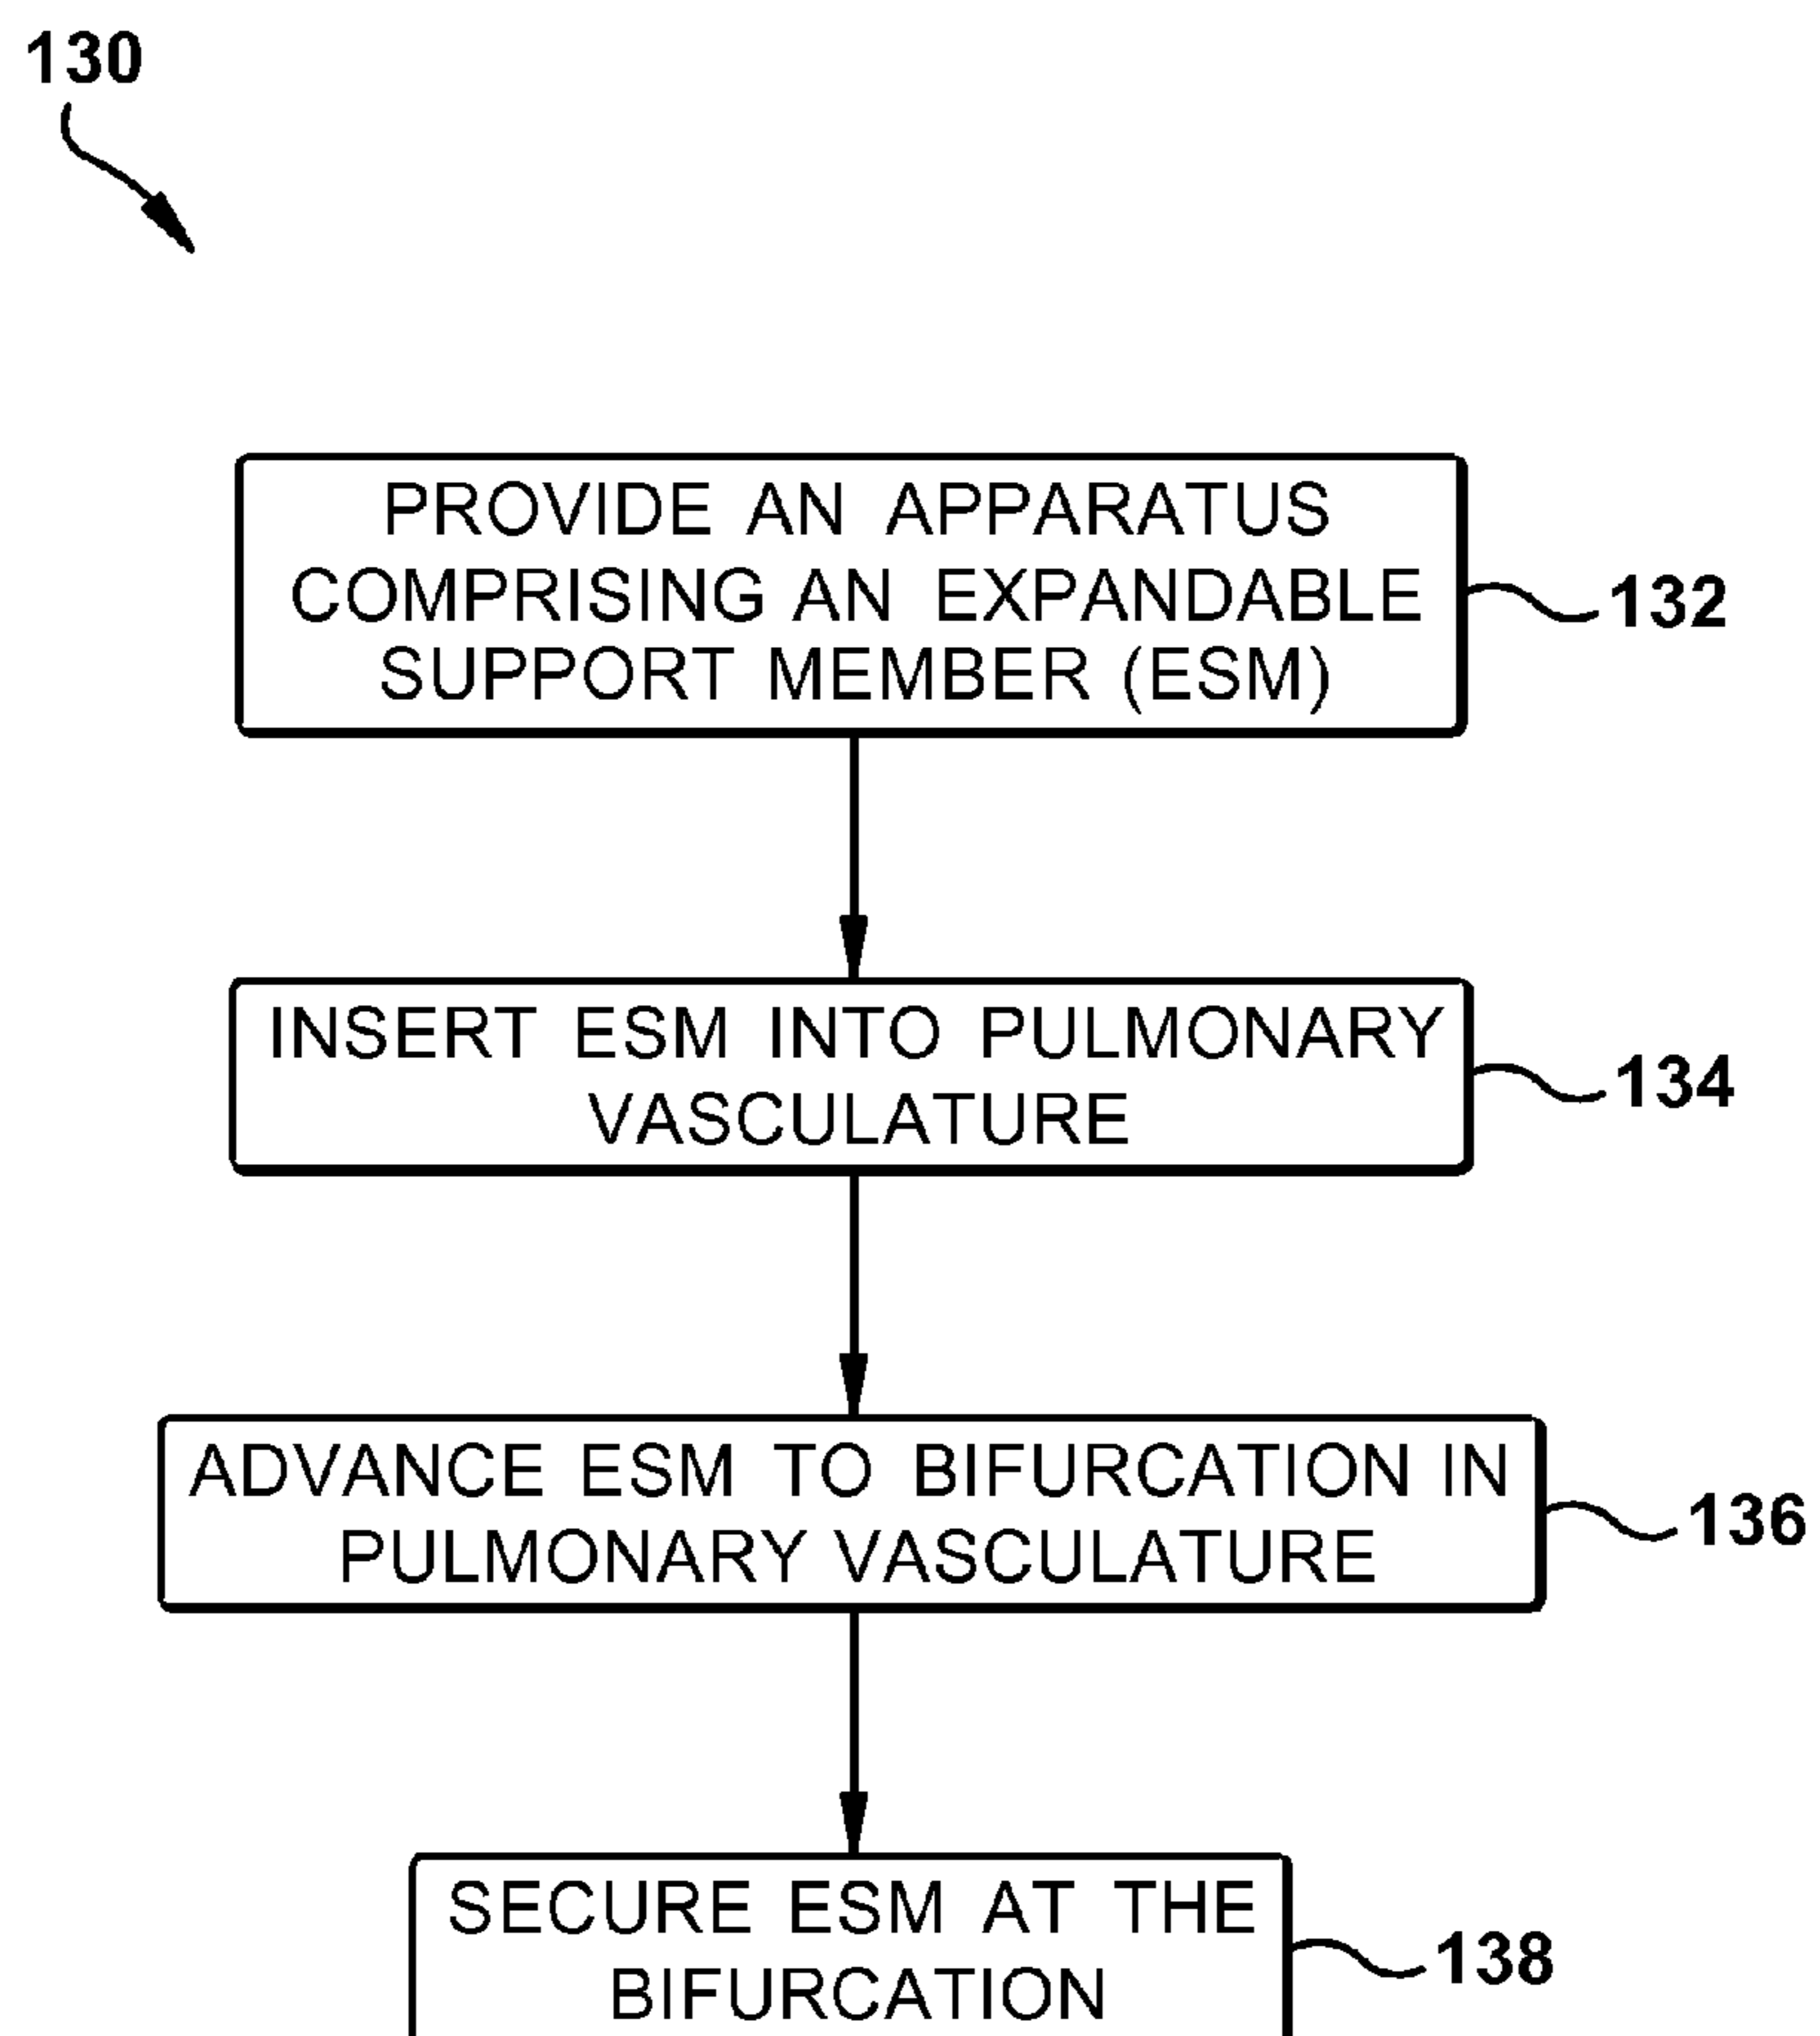 130
PROVIDE AN APPARATUS
COMPRISING AN EXPANDABLE
SUPPORT MEMBER (ESM)
132
INSERT ESM INTO PULMONARY
VASCULATURE
134
ADVANCE ESM TO BIFURCATION IN
PULMONARY VASCULATURE
136
SECURE ESM AT THE
BIFURCATION
138